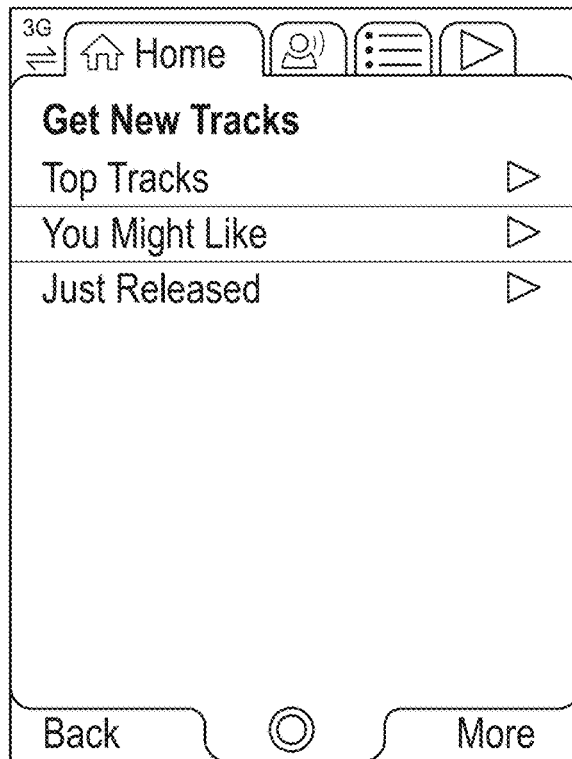 3G
Home
Get New Tracks
Top Tracks
You Might Like
Just Released
Back
More